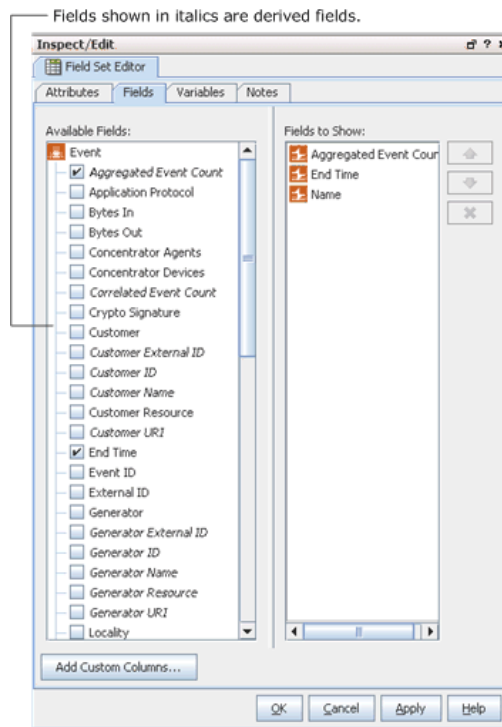 Fields shown in italics are derived fields.
Inspect/Edit
Field Set Editor
Attributes Fields Variables Notes
Available Fields:
Event
Aggregated Event Count
Application Protocol
Bytes In
Bytes Out
Concentrator Agents
Concentrator Devices
Correlated Event Count
Crypto Signature
Customer
Customer External ID
Customer ID
Customer Name
Customer Resource
Customer URI
End Time
Event ID
External ID
Generator
Generator External ID
Generator ID
Generator Name
Generator Resource
Generator URI
Locality
Fields to Show:
Aggregated Event Cour
End Time
Name
Add Custom Columns...
OK Cancel Apply Help